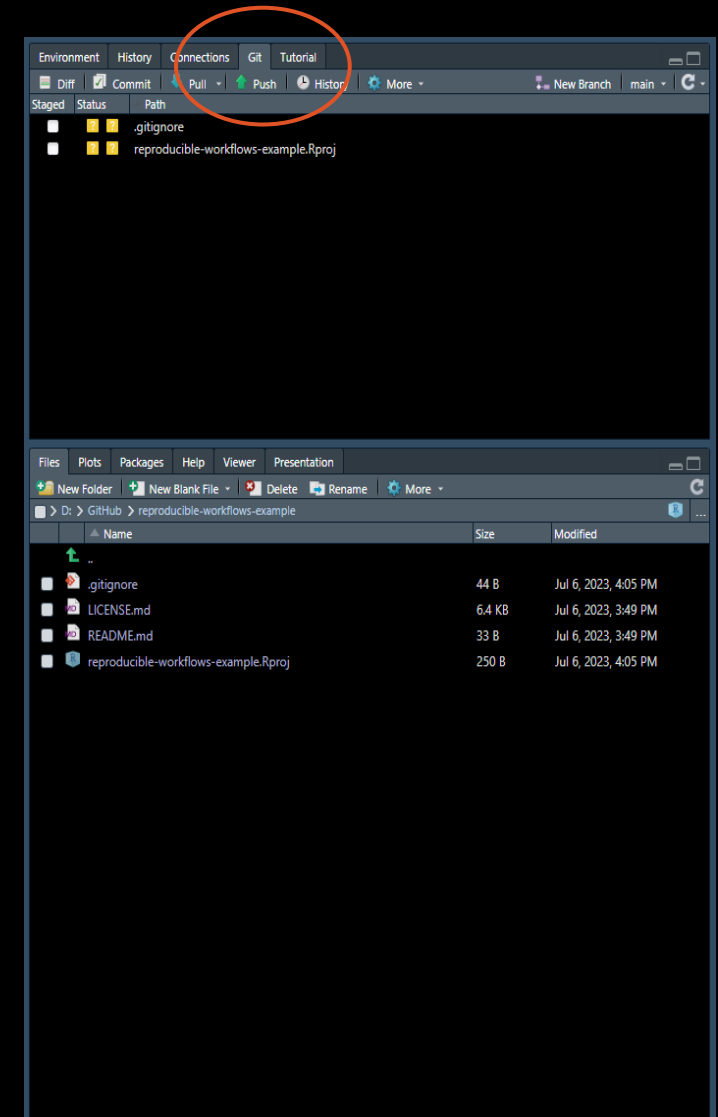 Environment History Connections Git Tutorial
Diff Commit Pull Push History More New Branch main
Staged Status Path
? ? .gitignore
? ? reproducible-workflows-example.Rproj
Files Plots Packages Help Viewer Presentation
New Folder New Blank File Delete Rename More
D: GitHub reproducible-workflows-example R ...
Name Size Modified
..
.gitignore 44 B Jul 6, 2023, 4:05 PM
MD LICENSE.md 6.4 KB Jul 6, 2023, 3:49 PM
MD README.md 33 B Jul 6, 2023, 3:49 PM
R reproducible-workflows-example.Rproj 250 B Jul 6, 2023, 4:05 PM